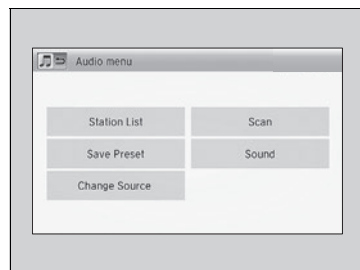 Audio menu
Station List
Scan
Save Preset
Sound
Change Source